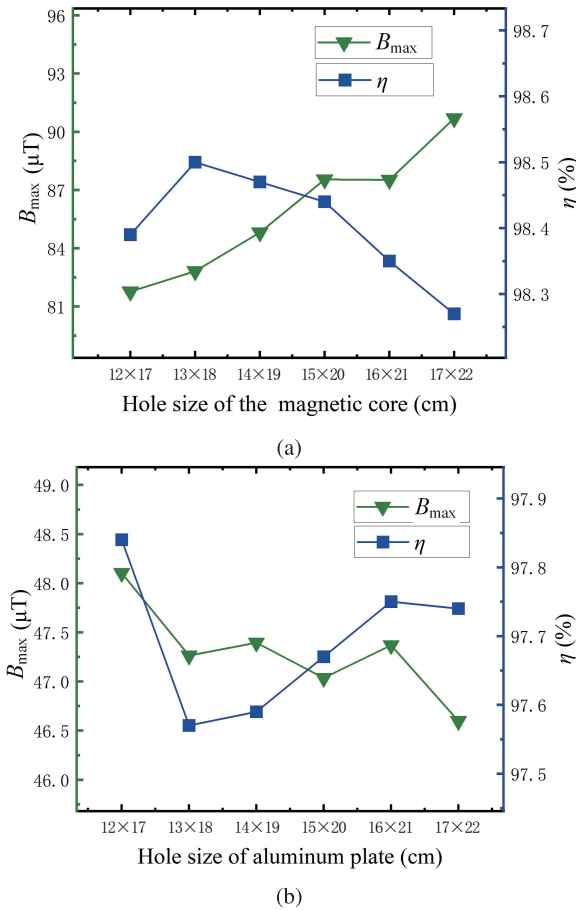 96
93
90
87
84
81
B_max (μT)
98.7
98.6
98.5
98.4
98.3
η (%)
B_max
η
12×17 13×18 14×19 15×20 16×21 17×22
Hole size of the magnetic core (cm)
(a)
49.0
48.5
48.0
47.5
47.0
46.5
46.0
B_max (μT)
97.9
97.8
97.7
97.6
97.5
η (%)
B_max
η
12×17 13×18 14×19 15×20 16×21 17×22
Hole size of aluminum plate (cm)
(b)